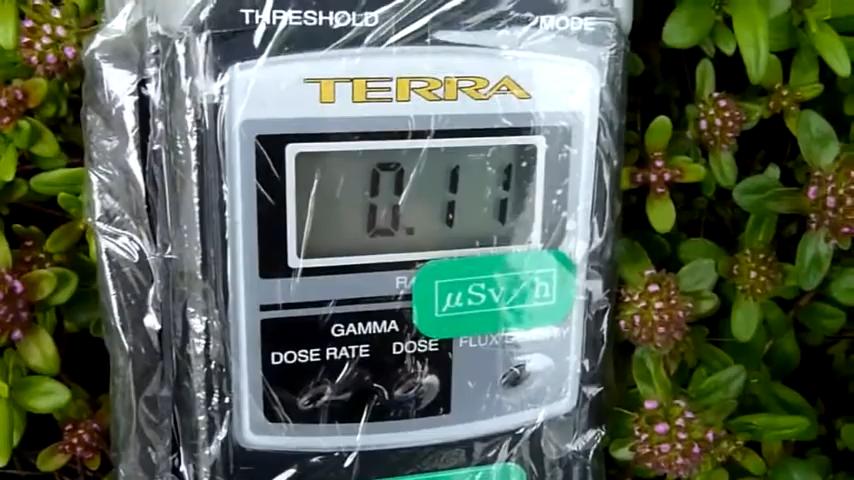 THRESHOLD MODE
TERRA
0.11
μSv/h
GAMMA
DOSE RATE DOSE